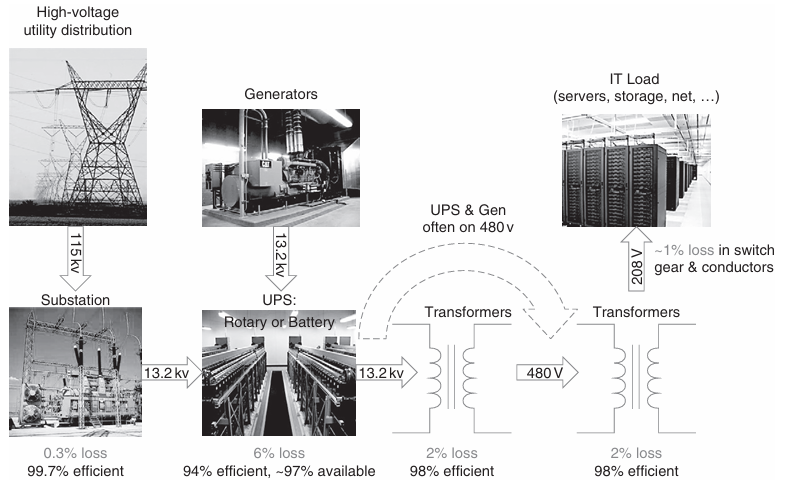 High-voltage
utility distribution
Generators
IT Load
(servers, storage, net, …)
CAT
UPS & Gen
often on 480 v
115 kv
13.2 kv
208 V
~1% loss in switch
gear & conductors
Substation
UPS:
Rotary or Battery
Transformers
Transformers
13.2 kv
13.2 kv
480 V
0.3% loss
99.7% efficient
6% loss
94% efficient, ~97% available
2% loss
98% efficient
2% loss
98% efficient